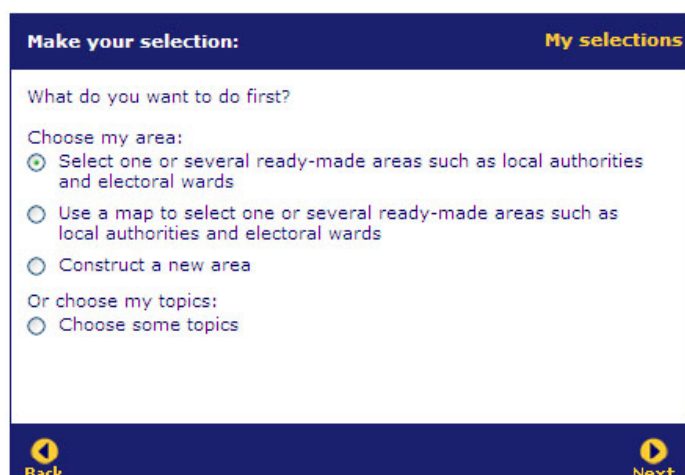 Make your selection:
My selections
What do you want to do first?
Choose my area:
Select one or several ready-made areas such as local authorities
and electoral wards
Use a map to select one or several ready-made areas such as
local authorities and electoral wards
Construct a new area
Or choose my topics:
Choose some topics
Back
Next